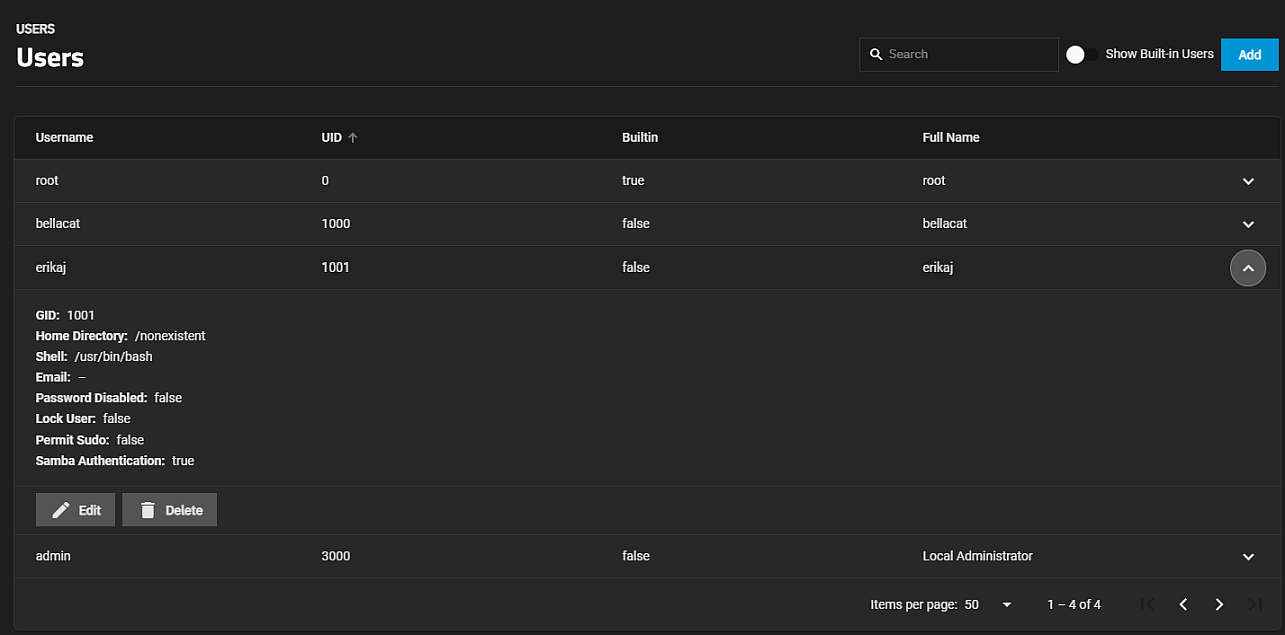 USERS
Users
Search
Show Built-in Users
Add
Username UID Builtin Full Name
root 0 true root
bellacat 1000 false bellacat
erikaj 1001 false erikaj
GID: 1001
Home Directory: /nonexistent
Shell: /usr/bin/bash
Email: –
Password Disabled: false
Lock User: false
Permit Sudo: false
Samba Authentication: true
Edit Delete
admin 3000 false Local Administrator
Items per page: 50 1 – 4 of 4